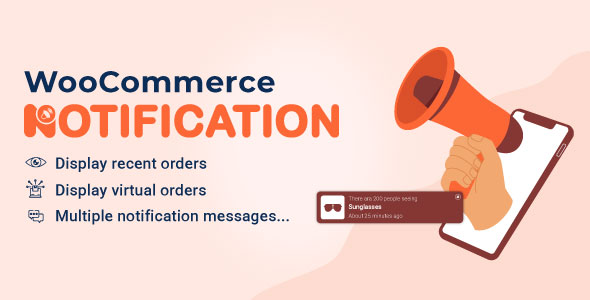 WooCommerce
NOTIFICATION
Display recent orders
Display virtual orders
Multiple notification messages...
There are 200 people seeing
Sunglasses
About 25 minutes ago